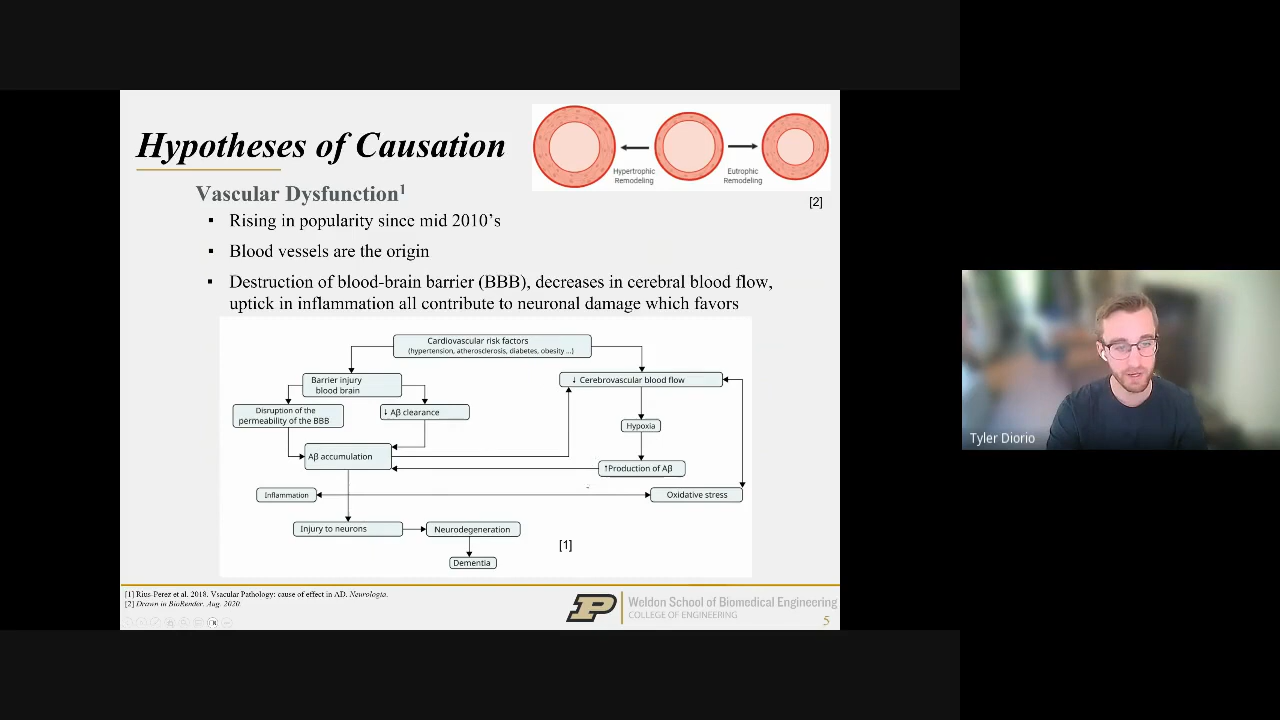 Hypotheses of Causation
Hypertrophic
Remodeling
Eutrophic
Remodeling
[2]
Vascular Dysfunction1
▪ Rising in popularity since mid 2010's
▪ Blood vessels are the origin
▪ Destruction of blood-brain barrier (BBB), decreases in cerebral blood flow,
uptick in inflammation all contribute to neuronal damage which favors
Cardiovascular risk factors
(hypertension, atherosclerosis, diabetes, obesity ...)
Barrier injury
blood brain
↓ Cerebrovascular blood flow
Disruption of the
permeability of the BBB
↓ Aβ clearance
Hypoxia
Aβ accumulation
↑Production of Aβ
Inflammation
Oxidative stress
Injury to neurons
Neurodegeneration
[1]
Dementia
[1] Rius-Perez et al. 2018. Vsacular Pathology: cause of effect in AD. Neurologia.
[2] Drawn in BioRender. Aug. 2020
P
Weldon School of Biomedical Engineering
COLLEGE OF ENGINEERING
5
Tyler Diorio